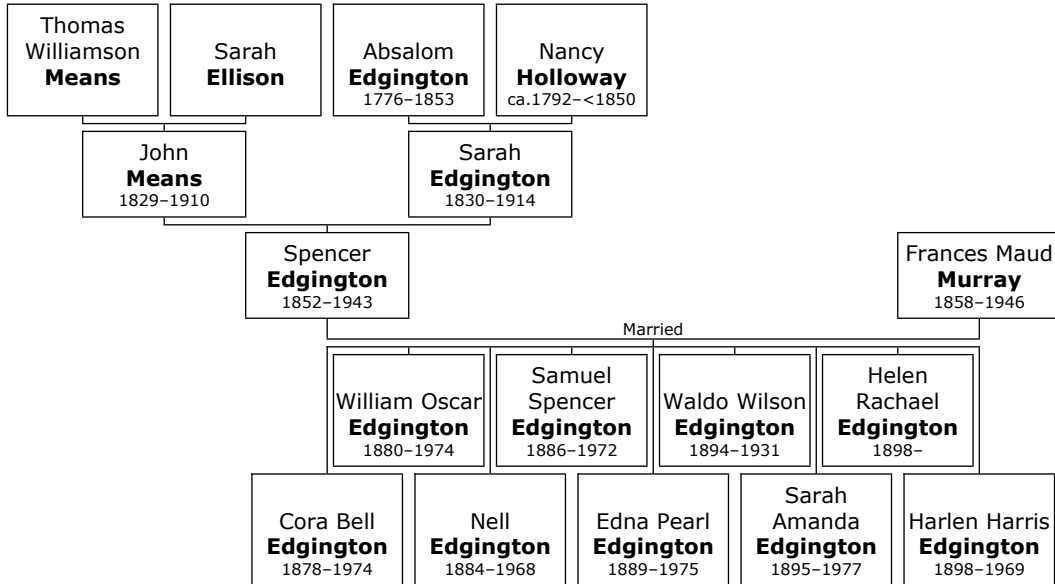 Thomas
Williamson
Means
Sarah
Ellison
Absalom
Edgington
1776–1853
Nancy
Holloway
ca.1792–<1850
John
Means
1829–1910
Sarah
Edgington
1830–1914
Spencer
Edgington
1852–1943
Frances Maud
Murray
1858–1946
Married
William Oscar
Edgington
1880–1974
Samuel
Spencer
Edgington
1886–1972
Waldo Wilson
Edgington
1894–1931
Helen
Rachael
Edgington
1898–
Cora Bell
Edgington
1878–1974
Nell
Edgington
1884–1968
Edna Pearl
Edgington
1889–1975
Sarah
Amanda
Edgington
1895–1977
Harlen Harris
Edgington
1898–1969